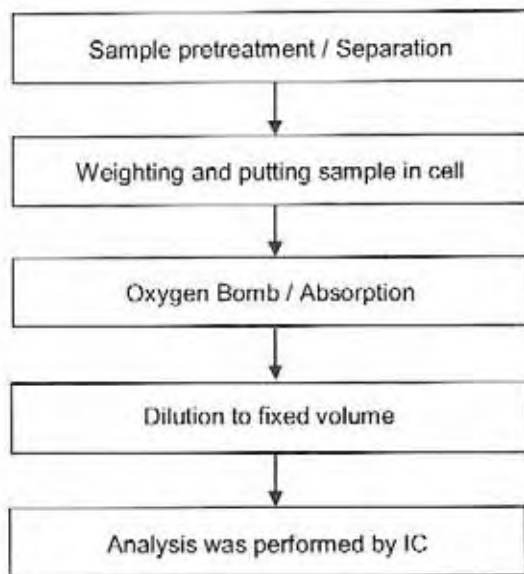 Sample pretreatment / Separation
Weighting and putting sample in cell
Oxygen Bomb / Absorption
Dilution to fixed volume
Analysis was performed by IC